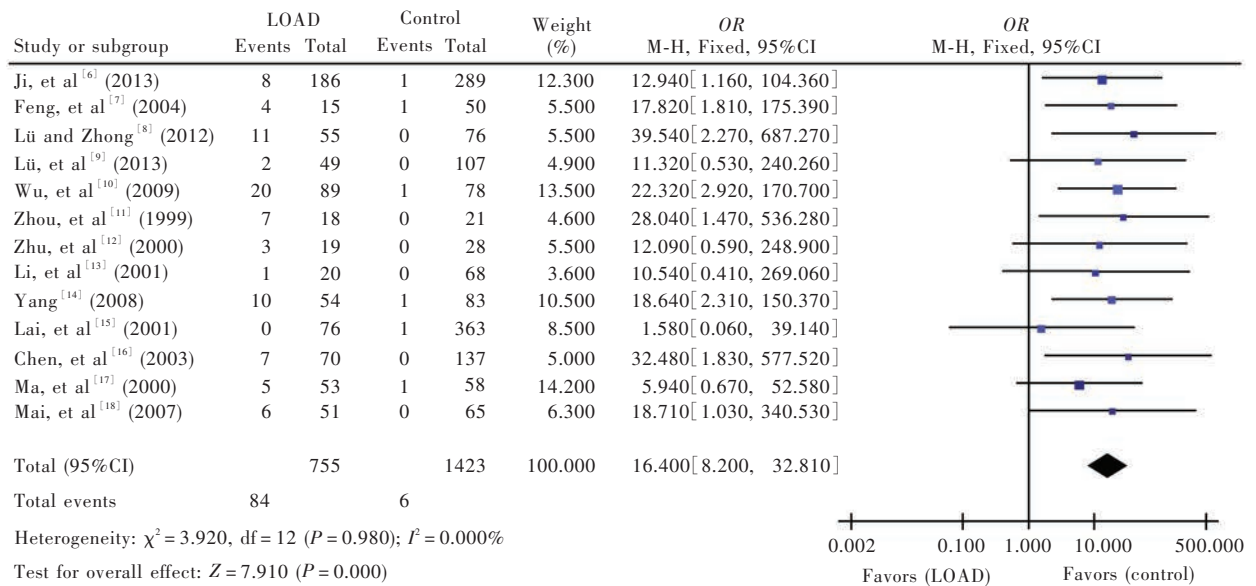 LOAD Control Weight OR OR
Study or subgroup Events Total Events Total (%) M-H, Fixed, 95%CI M-H, Fixed, 95%CI
Ji, et al [6] (2013) 8 186 1 289 12.300 12.940[1.160, 104.360]
Feng, et al [7] (2004) 4 15 1 50 5.500 17.820[1.810, 175.390]
Lü and Zhong [8] (2012) 11 55 0 76 5.500 39.540[2.270, 687.270]
Lü, et al [9] (2013) 2 49 0 107 4.900 11.320[0.530, 240.260]
Wu, et al [10] (2009) 20 89 1 78 13.500 22.320[2.920, 170.700]
Zhou, et al [11] (1999) 7 18 0 21 4.600 28.040[1.470, 536.280]
Zhu, et al [12] (2000) 3 19 0 28 5.500 12.090[0.590, 248.900]
Li, et al [13] (2001) 1 20 0 68 3.600 10.540[0.410, 269.060]
Yang [14] (2008) 10 54 1 83 10.500 18.640[2.310, 150.370]
Lai, et al [15] (2001) 0 76 1 363 8.500 1.580[0.060, 39.140]
Chen, et al [16] (2003) 7 70 0 137 5.000 32.480[1.830, 577.520]
Ma, et al [17] (2000) 5 53 1 58 14.200 5.940[0.670, 52.580]
Mai, et al [18] (2007) 6 51 0 65 6.300 18.710[1.030, 340.530]
Total (95%CI) 755 1423 100.000 16.400[8.200, 32.810]
Total events 84 6
Heterogeneity: χ² = 3.920, df = 12 (P = 0.980); I² = 0.000%
Test for overall effect: Z = 7.910 (P = 0.000)
0.002 0.100 1.000 10.000 500.000
Favors (LOAD) Favors (control)